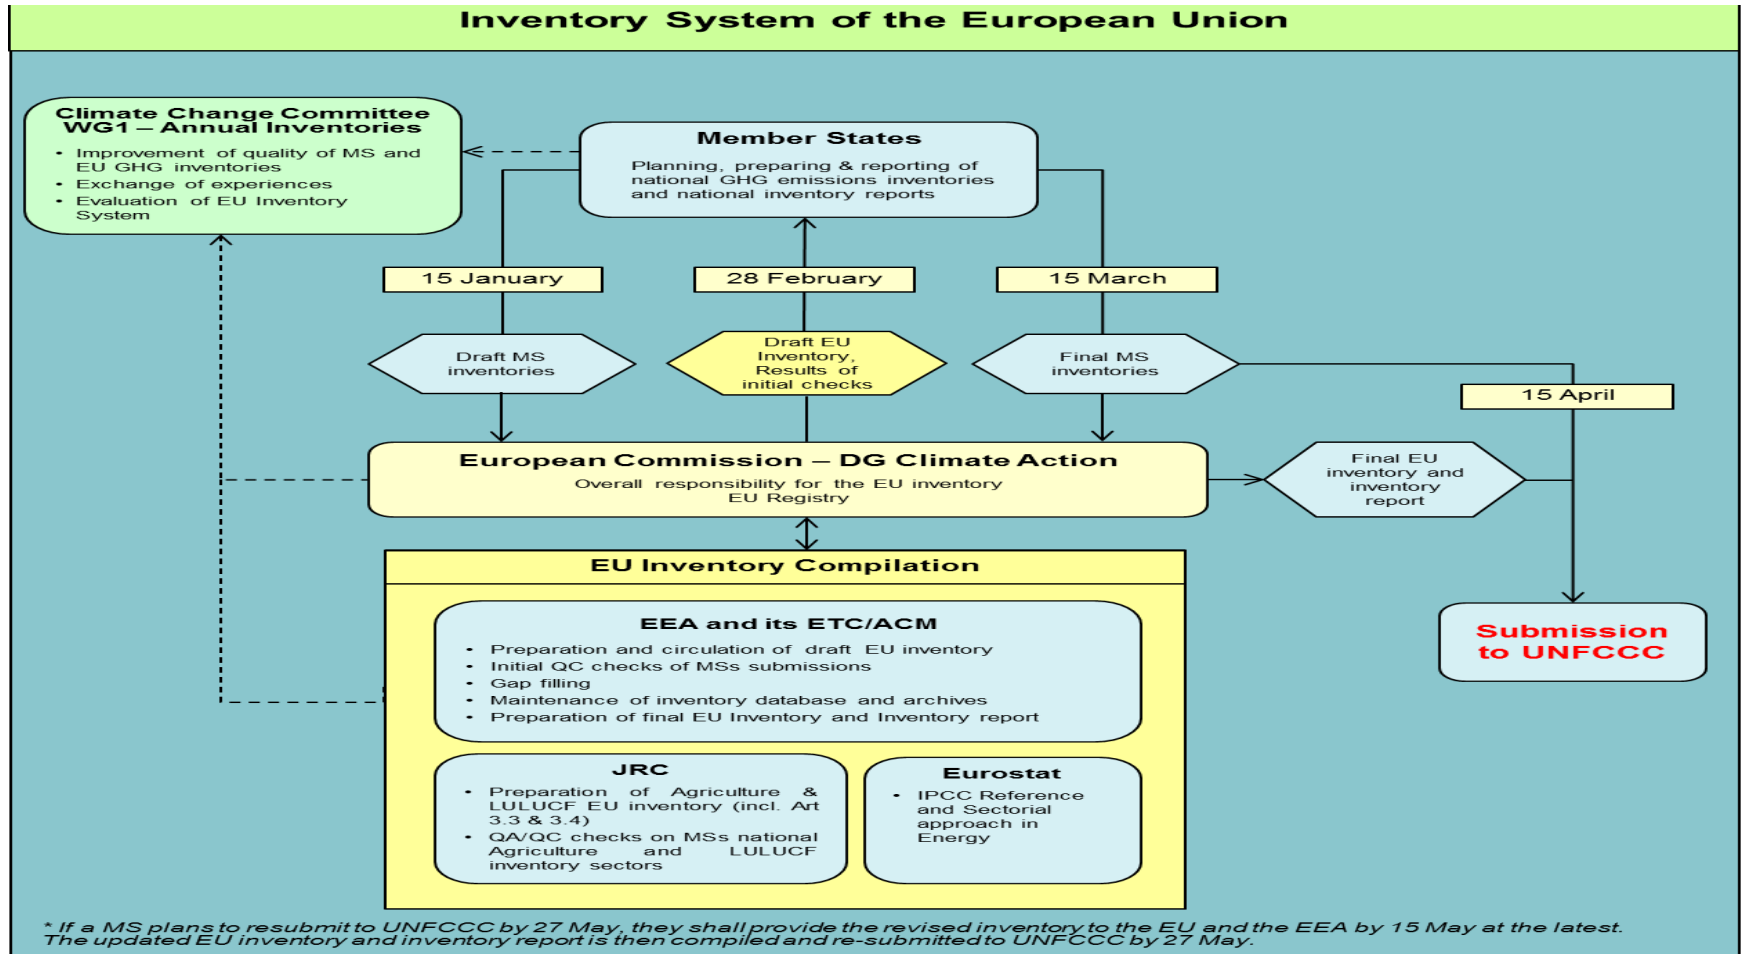 Inventory System of the European Union
Climate Change Committee
WG1 – Annual Inventories
• Improvement of quality of MS and
EU GHG inventories
• Exchange of experiences
• Evaluation of EU Inventory
System
Member States
Planning, preparing & reporting of
national GHG emissions inventories
and national inventory reports
15 January
28 February
15 March
Draft MS
inventories
Draft EU
Inventory,
Results of
initial checks
Final MS
inventories
15 April
European Commission – DG Climate Action
Overall responsibility for the EU inventory
EU Registry
Final EU
inventory and
inventory
report
EU Inventory Compilation
EEA and its ETC/ACM
• Preparation and circulation of draft EU inventory
• Initial QC checks of MSs submissions
• Gap filling
• Maintenance of inventory database and archives
• Preparation of final EU Inventory and Inventory report
Submission
to UNFCCC
JRC
• Preparation of Agriculture &
LULUCF EU inventory (incl. Art
3.3 & 3.4)
• QA/QC checks on MSs national
Agriculture and LULUCF
inventory sectors
Eurostat
• IPCC Reference
and Sectorial
approach in
Energy
* If a MS plans to resubmit to UNFCCC by 27 May, they shall provide the revised inventory to the EU and the EEA by 15 May at the latest.
The updated EU inventory and inventory report is then compiled and re-submitted to UNFCCC by 27 May.